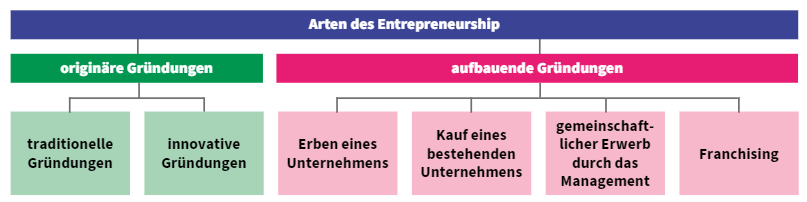 Arten des Entrepreneurship
originäre Gründungen
aufbauende Gründungen
traditionelle
Gründungen
innovative
Gründungen
Erben eines
Unternehmens
Kauf eines
bestehenden
Unternehmens
gemeinschaft-
licher Erwerb
durch das
Management
Franchising